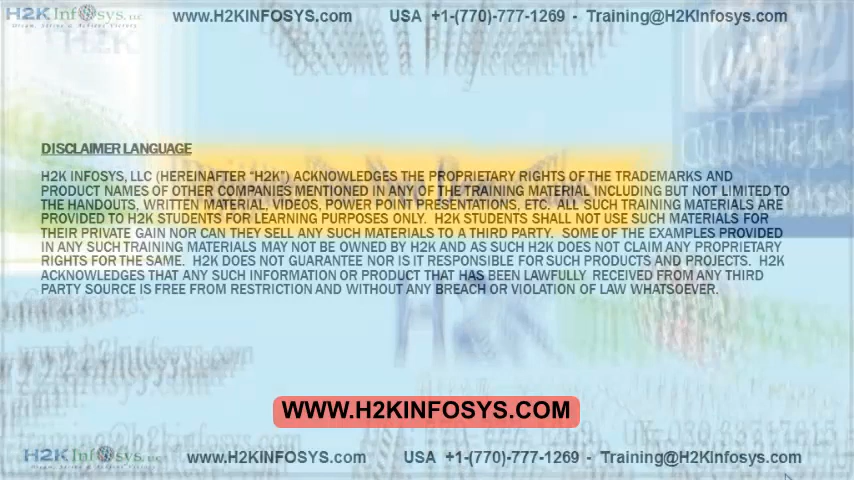 H2K Infosys, LLC
www.H2KINFOSYS.com USA +1-(770)-777-1269 - Training@H2KInfosys.com
H2K
DISCLAIMER LANGUAGE
H2K INFOSYS, LLC (HEREINAFTER “H2K”) ACKNOWLEDGES THE PROPRIETARY RIGHTS OF THE TRADEMARKS AND
PRODUCT NAMES OF OTHER COMPANIES MENTIONED IN ANY OF THE TRAINING MATERIAL INCLUDING BUT NOT LIMITED TO
THE HANDOUTS, WRITTEN MATERIAL, VIDEOS, POWER POINT PRESENTATIONS, ETC. ALL SUCH TRAINING MATERIALS ARE
PROVIDED TO H2K STUDENTS FOR LEARNING PURPOSES ONLY. H2K STUDENTS SHALL NOT USE SUCH MATERIALS FOR
THEIR PRIVATE GAIN NOR CAN THEY SELL ANY SUCH MATERIALS TO A THIRD PARTY. SOME OF THE EXAMPLES PROVIDED
IN ANY SUCH TRAINING MATERIALS MAY NOT BE OWNED BY H2K AND AS SUCH H2K DOES NOT CLAIM ANY PROPRIETARY
RIGHTS FOR THE SAME. H2K DOES NOT GUARANTEE NOR IS IT RESPONSIBLE FOR SUCH PRODUCTS AND PROJECTS. H2K
ACKNOWLEDGES THAT ANY SUCH INFORMATION OR PRODUCT THAT HAS BEEN LAWFULLY RECEIVED FROM ANY THIRD
PARTY SOURCE IS FREE FROM RESTRICTION AND WITHOUT ANY BREACH OR VIOLATION OF LAW WHATSOEVER.
WWW.H2KINFOSYS.COM
H2K Infosys, LLC
www.H2KINFOSYS.com USA +1-(770)-777-1269 - Training@H2KInfosys.com